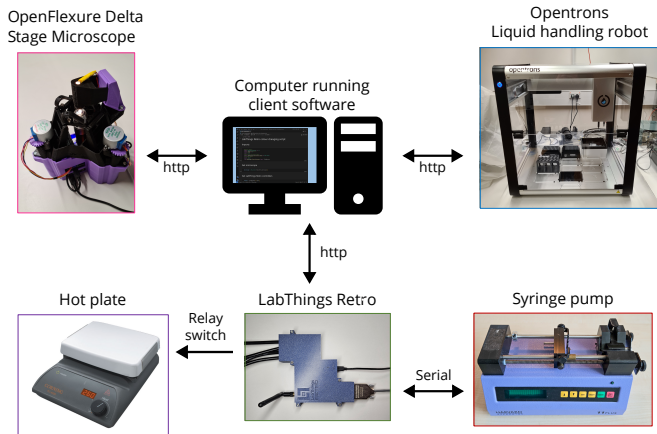 OpenFlexure Delta
Stage Microscope
Opentrons
Liquid handling robot
Computer running
client software
opentrons
http
http
http
Hot plate
Relay
switch
LabThings Retro
Syringe pump
Serial